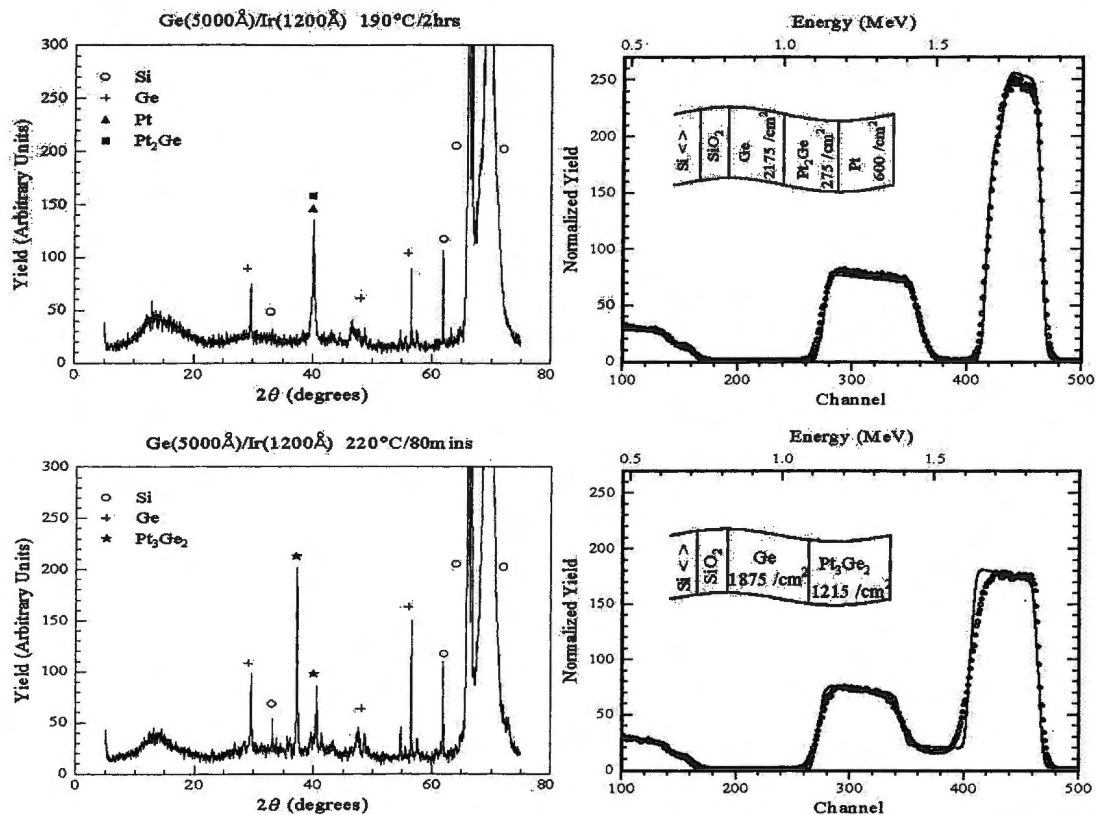 Ge(5000Å)/Ir(1200Å) 190°C/2hrs
300
250
200
150
100
50
0
Yield (Arbitrary Units)
Si
Ge
Pt
Pt2Ge
0 20 40 60 80
2θ (degrees)
Energy (MeV)
0.5 1.0 1.5
250
200
150
100
50
0
Normalized Yield
Si < >
SiO2
Ge
2175 /cm2
Pt2Ge
275 /cm2
Pt
600 /cm2
100 200 300 400 500
Channel
Ge(5000Å)/Ir(1200Å) 220°C/80mins
300
250
200
150
100
50
0
Yield (Arbitrary Units)
Si
Ge
Pt3Ge2
0 20 40 60 80
2θ (degrees)
Energy (MeV)
0.5 1.0 1.5
250
200
150
100
50
0
Normalized Yield
Si < >
SiO2
Ge
1875 /cm2
Pt3Ge2
1215 /cm2
100 200 300 400 500
Channel